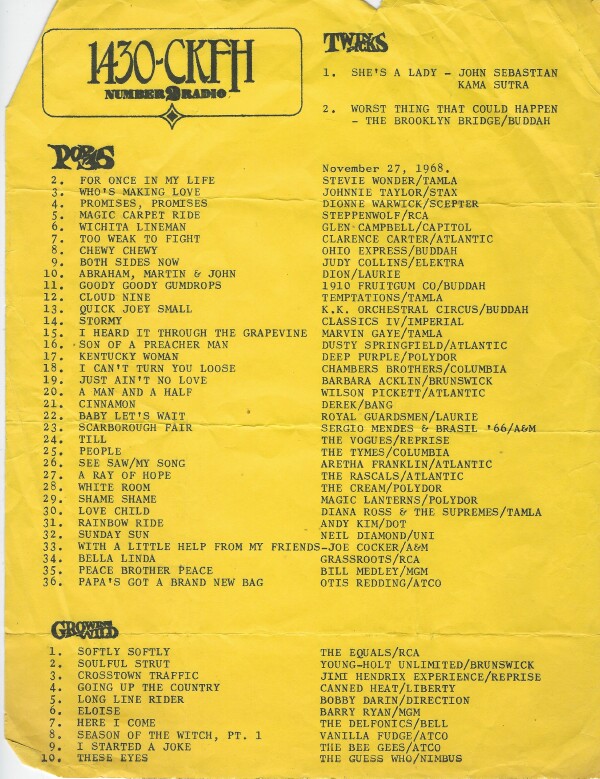 1430-CKFH
NUMBER RADIO
1. SHE'S A LADY - JOHN SEBASTIAN
KAMA SUTRA
2. WORST THING THAT COULD HAPPEN
- THE BROOKLYN BRIDGE/BUDDAH
November 27, 1968.
2. FOR ONCE IN MY LIFE STEVIE WONDER/TAMLA
3. WHO'S MAKING LOVE JOHNNIE TAYLOR/STAX
4. PROMISES, PROMISES DIONNE WARWICK/SCEPTER
5. MAGIC CARPET RIDE STEPPENWOLF/RCA
6. WICHITA LINEMAN GLEN CAMPBELL/CAPITOL
7. TOO WEAK TO FIGHT CLARENCE CARTER/ATLANTIC
8. CHEWY CHEWY OHIO EXPRESS/BUDDAH
9. BOTH SIDES NOW JUDY COLLINS/ELEKTRA
10. ABRAHAM, MARTIN & JOHN DION/LAURIE
11. GOODY GOODY GUMDROPS 1910 FRUITGUM CO/BUDDAH
12. CLOUD NINE TEMPTATIONS/TAMLA
13. QUICK JOEY SMALL K.K. ORCHESTRAL CIRCUS/BUDDAH
14. STORMY CLASSICS IV/IMPERIAL
15. I HEARD IT THROUGH THE GRAPEVINE MARVIN GAYE/TAMLA
16. SON OF A PREACHER MAN DUSTY SPRINGFIELD/ATLANTIC
17. KENTUCKY WOMAN DEEP PURPLE/POLYDOR
18. I CAN'T TURN YOU LOOSE CHAMBERS BROTHERS/COLUMBIA
19. JUST AIN'T NO LOVE BARBARA ACKLIN/BRUNSWICK
20. A MAN AND A HALF WILSON PICKETT/ATLANTIC
21. CINNAMON DEREK/BANG
22. BABY LET'S WAIT ROYAL GUARDSMEN/LAURIE
23. SCARBOROUGH FAIR SERGIO MENDES & BRASIL '66/A&M
24. TILL THE VOGUES/REPRISE
25. PEOPLE THE TYMES/COLUMBIA
26. SEE SAW/MY SONG ARETHA FRANKLIN/ATLANTIC
27. A RAY OF HOPE THE RASCALS/ATLANTIC
28. WHITE ROOM THE CREAM/POLYDOR
29. SHAME SHAME MAGIC LANTERNS/POLYDOR
30. LOVE CHILD DIANA ROSS & THE SUPREMES/TAMLA
31. RAINBOW RIDE ANDY KIM/DOT
32. SUNDAY SUN NEIL DIAMOND/UNI
33. WITH A LITTLE HELP FROM MY FRIENDS-JOE COCKER/A&M
34. BELLA LINDA GRASSROOTS/RCA
35. PEACE BROTHER PEACE BILL MEDLEY/MGM
36. PAPA'S GOT A BRAND NEW BAG OTIS REDDING/ATCO
WILD
1. SOFTLY SOFTLY THE EQUALS/RCA
2. SOULFUL STRUT YOUNG-HOLT UNLIMITED/BRUNSWICK
3. CROSSTOWN TRAFFIC JIMI HENDRIX EXPERIENCE/REPRISE
4. GOING UP THE COUNTRY CANNED HEAT/LIBERTY
5. LONG LINE RIDER BOBBY DARIN/DIRECTION
6. ELOISE BARRY RYAN/MGM
7. HERE I COME THE DELFONICS/BELL
8. SEASON OF THE WITCH, PT. 1 VANILLA FUDGE/ATCO
9. I STARTED A JOKE THE BEE GEES/ATCO
10. THESE EYES THE GUESS WHO/NIMBUS